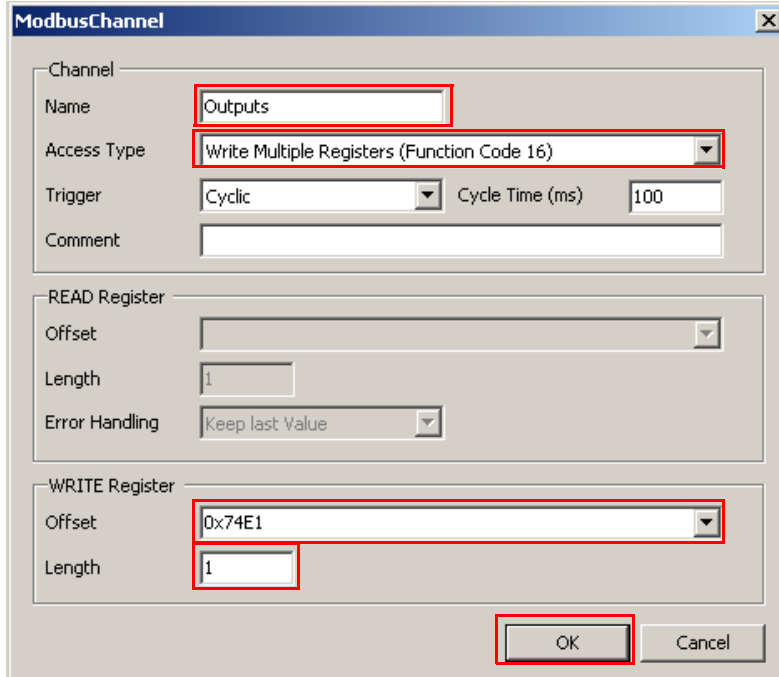 ModbusChannel
Channel
Name Outputs
Access Type Write Multiple Registers (Function Code 16)
Trigger Cyclic Cycle Time (ms) 100
Comment
READ Register
Offset
Length 1
Error Handling Keep last Value
WRITE Register
Offset 0x74E1
Length 1
OK Cancel